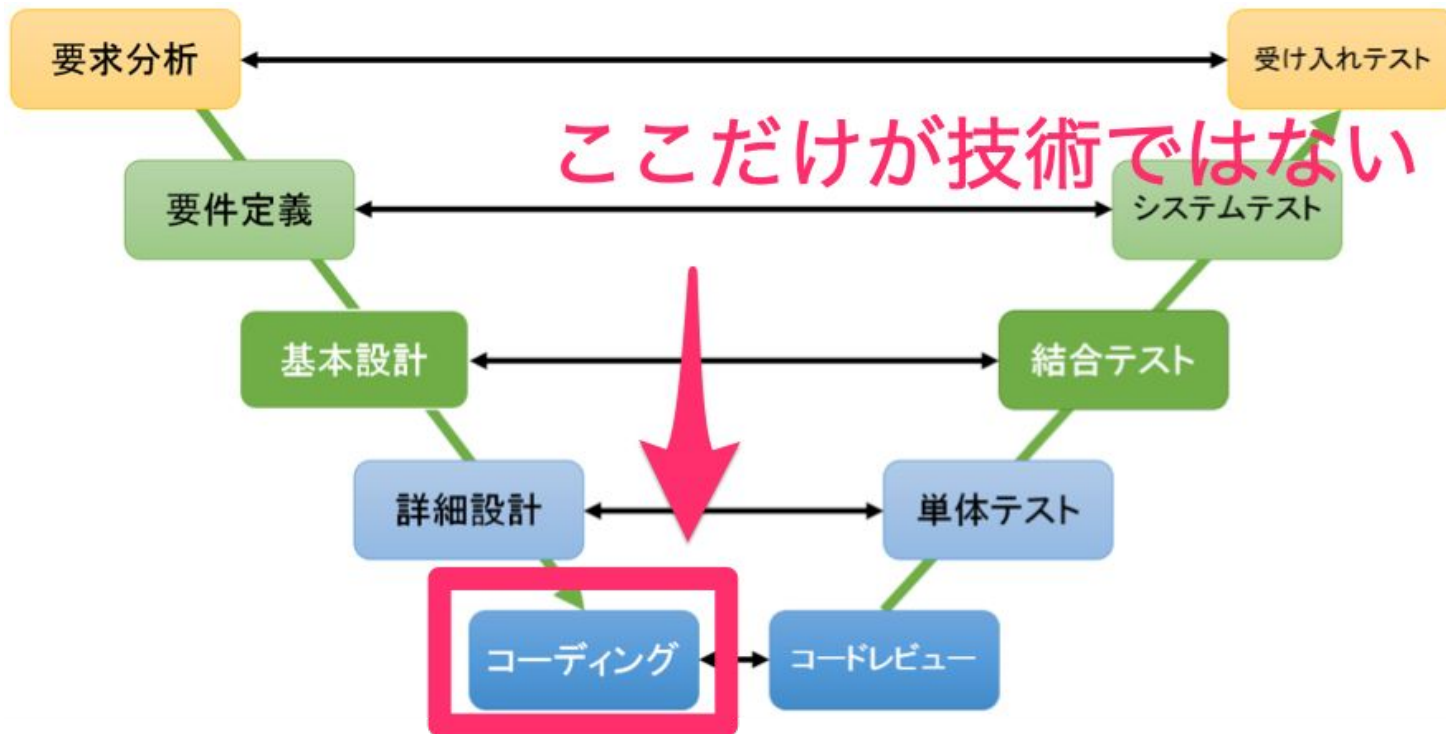 要求分析
受け入れテスト
ここだけが技術ではない
要件定義
システムテスト
基本設計
結合テスト
詳細設計
単体テスト
コーディング
コードレビュー